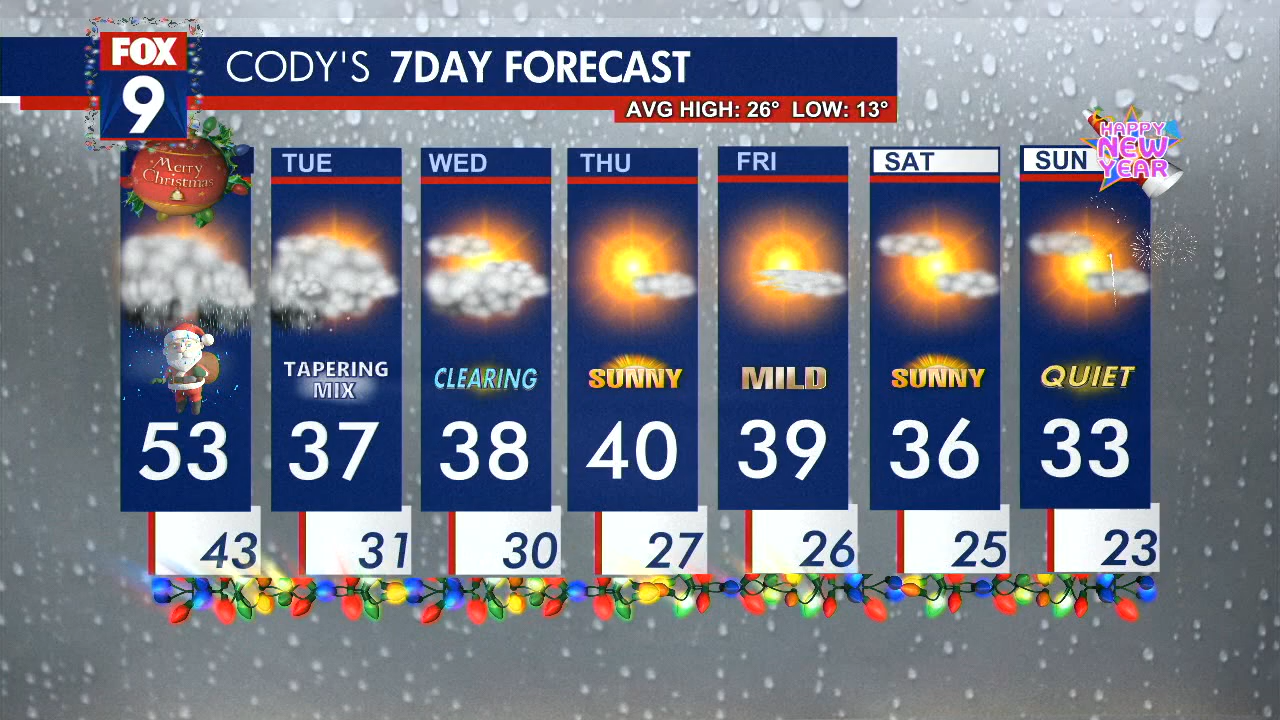 FOX
9
CODY'S 7DAY FORECAST
AVG HIGH: 26° LOW: 13°
Merry
Christmas
TUE
WED
THU
FRI
SAT
SUN
HAPPY
NEW
YEAR
TAPERING
MIX
CLEARING
SUNNY
MILD
SUNNY
QUIET
53 37 38 40 39 36 33
43 31 30 27 26 25 23